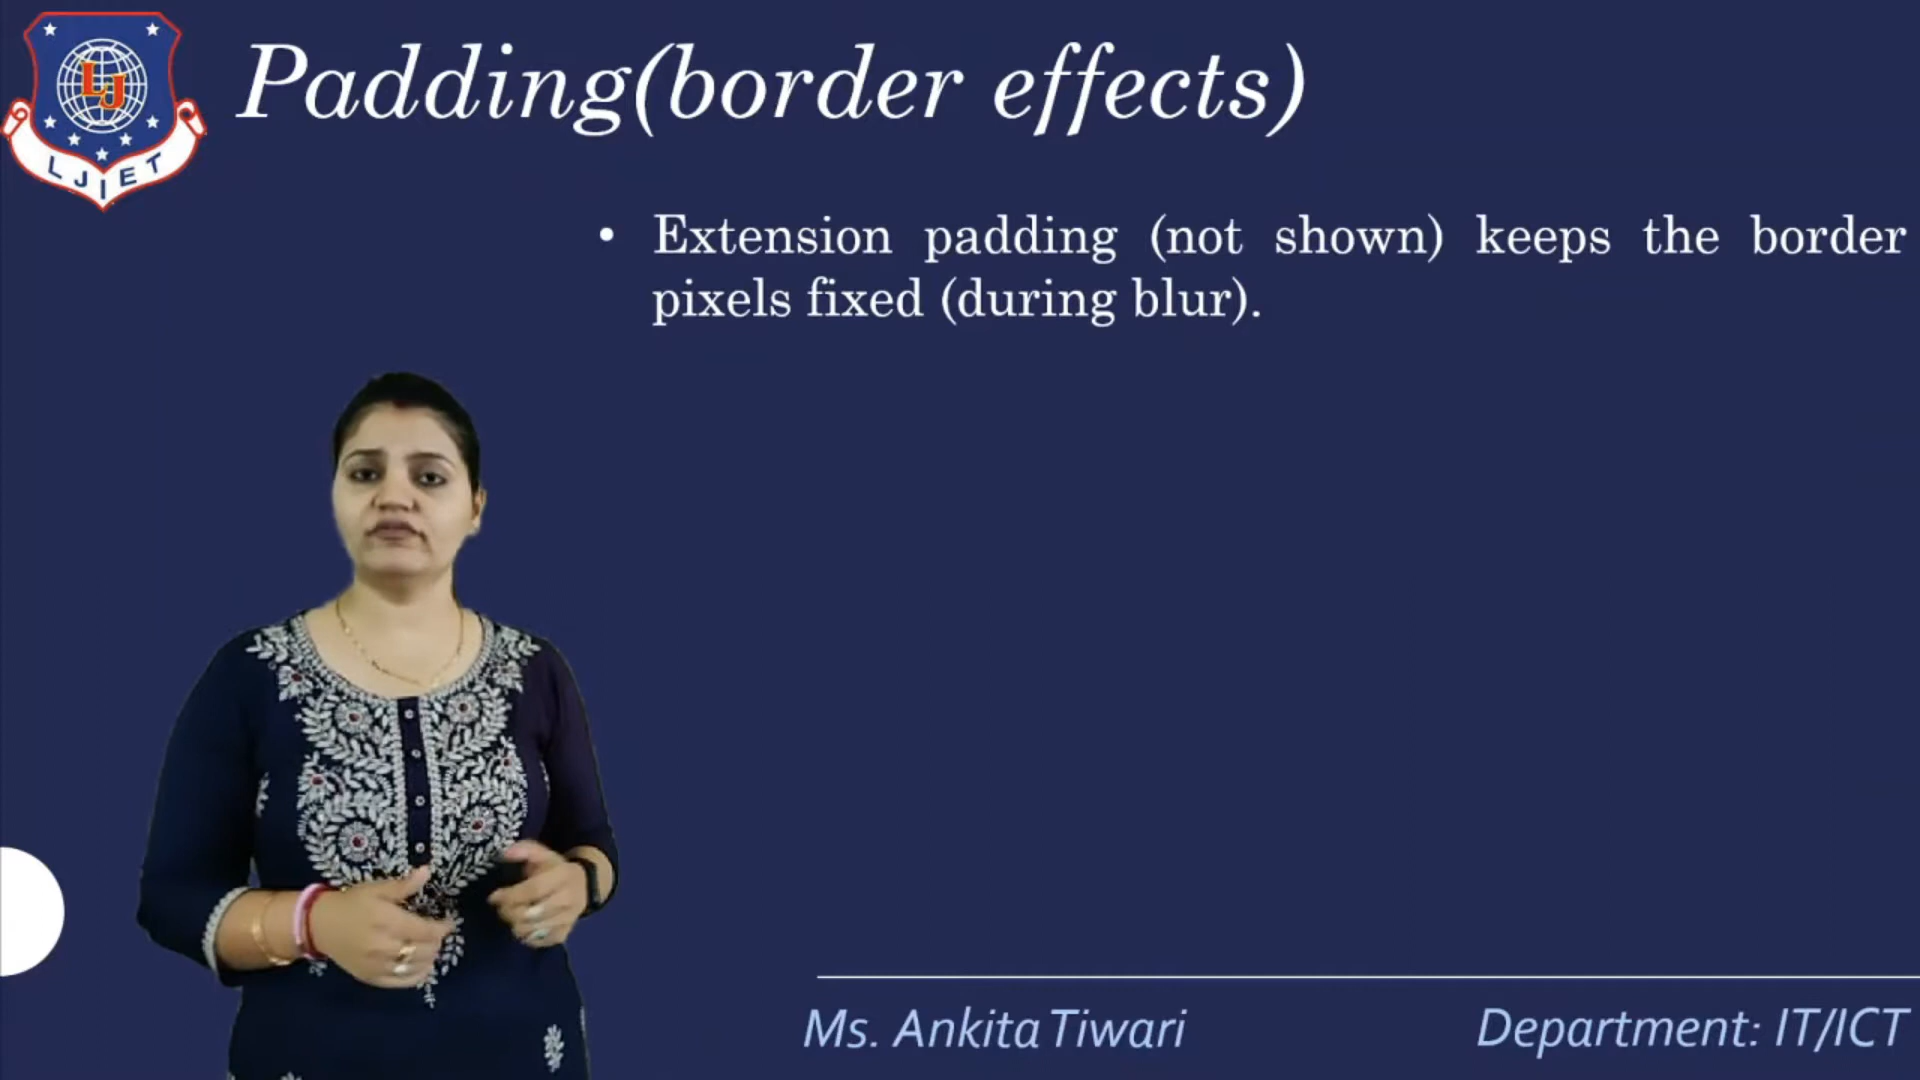 LJ
LJIET
Padding(border effects)
• Extension padding (not shown) keeps the border
pixels fixed (during blur).
Ms. Ankita Tiwari
Department: IT/ICT